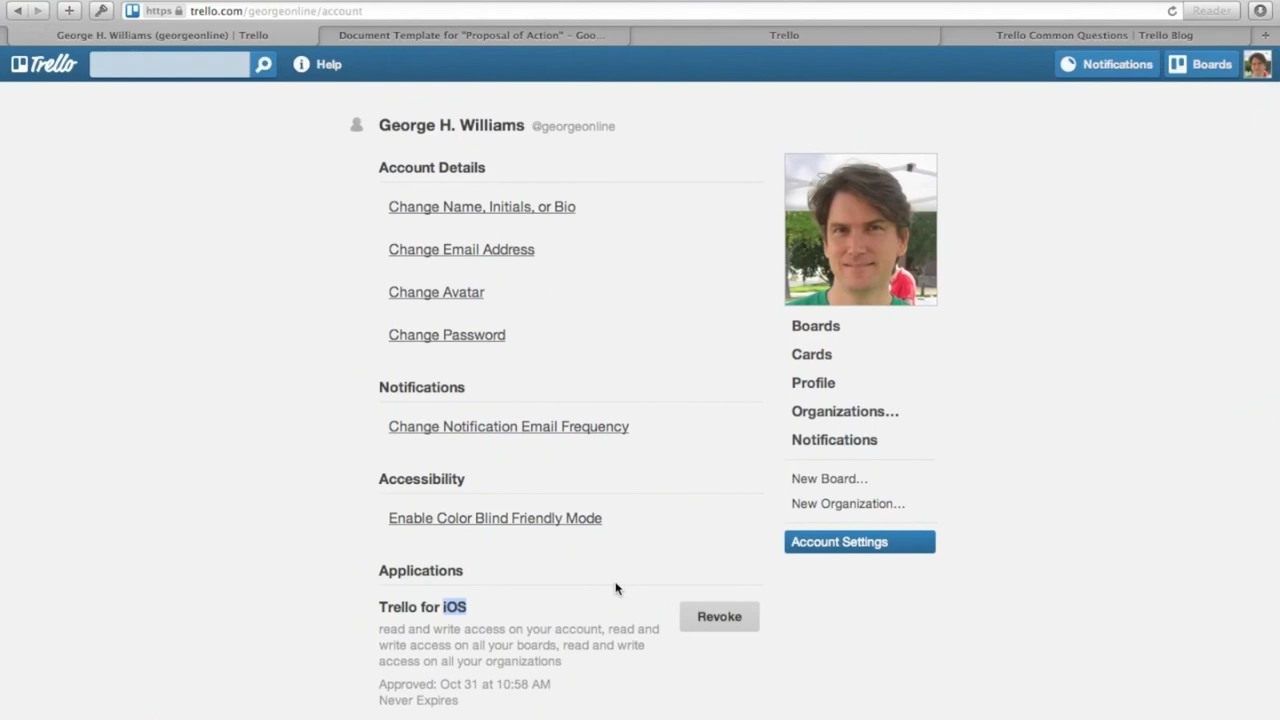 https trello.com/georgeonline/account Reader
George H. Williams (georgeonline) | Trello
Document Template for "Proposal of Action" – Goo...
Trello
Trello Common Questions | Trello Blog
Trello Help Notifications Boards
George H. Williams @georgeonline
Account Details
Change Name, Initials, or Bio
Change Email Address
Change Avatar
Change Password
Notifications
Change Notification Email Frequency
Accessibility
Enable Color Blind Friendly Mode
Applications
Trello for iOS
Revoke
read and write access on your account, read and
write access on all your boards, read and write
access on all your organizations
Approved: Oct 31 at 10:58 AM
Never Expires
Boards
Cards
Profile
Organizations...
Notifications
New Board...
New Organization...
Account Settings